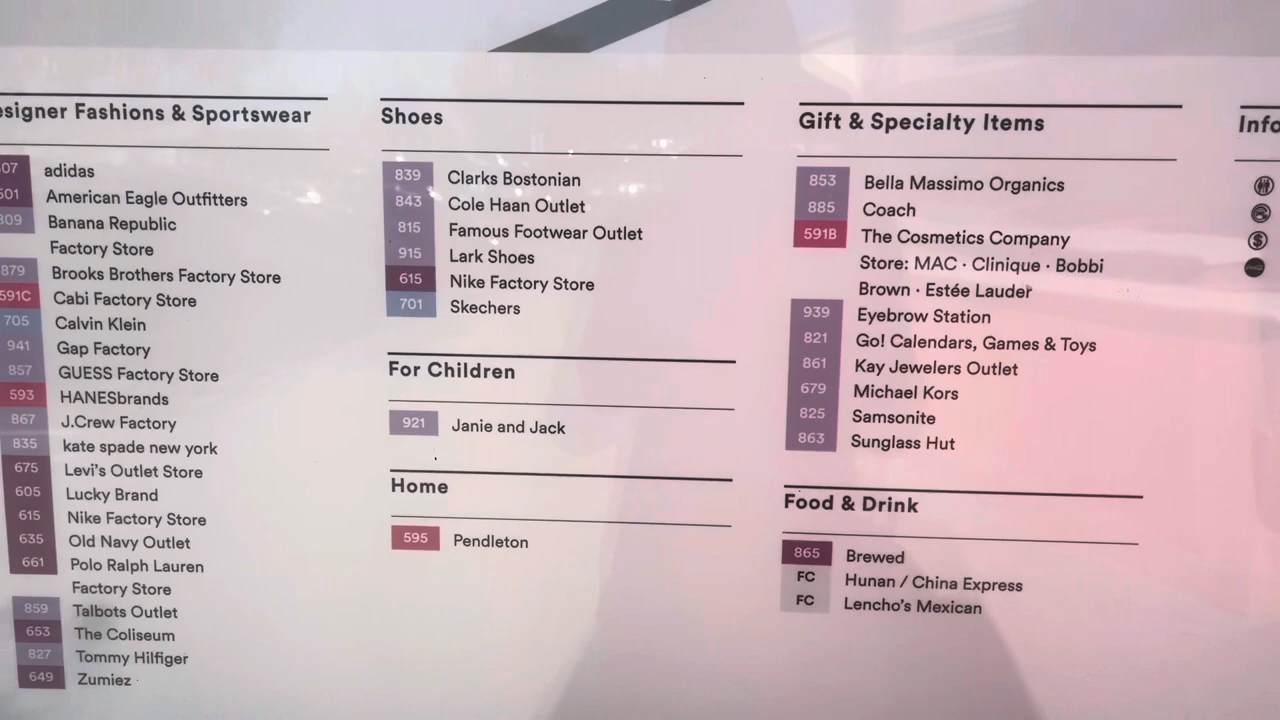 Designer Fashions & Sportswear
07 adidas
501 American Eagle Outfitters
809 Banana Republic
Factory Store
879 Brooks Brothers Factory Store
591C Cabi Factory Store
705 Calvin Klein
941 Gap Factory
857 GUESS Factory Store
593 HANESbrands
867 J.Crew Factory
835 kate spade new york
675 Levi's Outlet Store
605 Lucky Brand
615 Nike Factory Store
635 Old Navy Outlet
661 Polo Ralph Lauren
Factory Store
859 Talbots Outlet
653 The Coliseum
827 Tommy Hilfiger
649 Zumiez
Shoes
839 Clarks Bostonian
843 Cole Haan Outlet
815 Famous Footwear Outlet
915 Lark Shoes
615 Nike Factory Store
701 Skechers
For Children
921 Janie and Jack
Home
595 Pendleton
Gift & Specialty Items
853 Bella Massimo Organics
885 Coach
591B The Cosmetics Company
Store: MAC · Clinique · Bobbi
Brown · Estée Lauder
939 Eyebrow Station
821 Go! Calendars, Games & Toys
861 Kay Jewelers Outlet
679 Michael Kors
825 Samsonite
863 Sunglass Hut
Food & Drink
865 Brewed
FC Hunan / China Express
FC Lencho's Mexican
Info